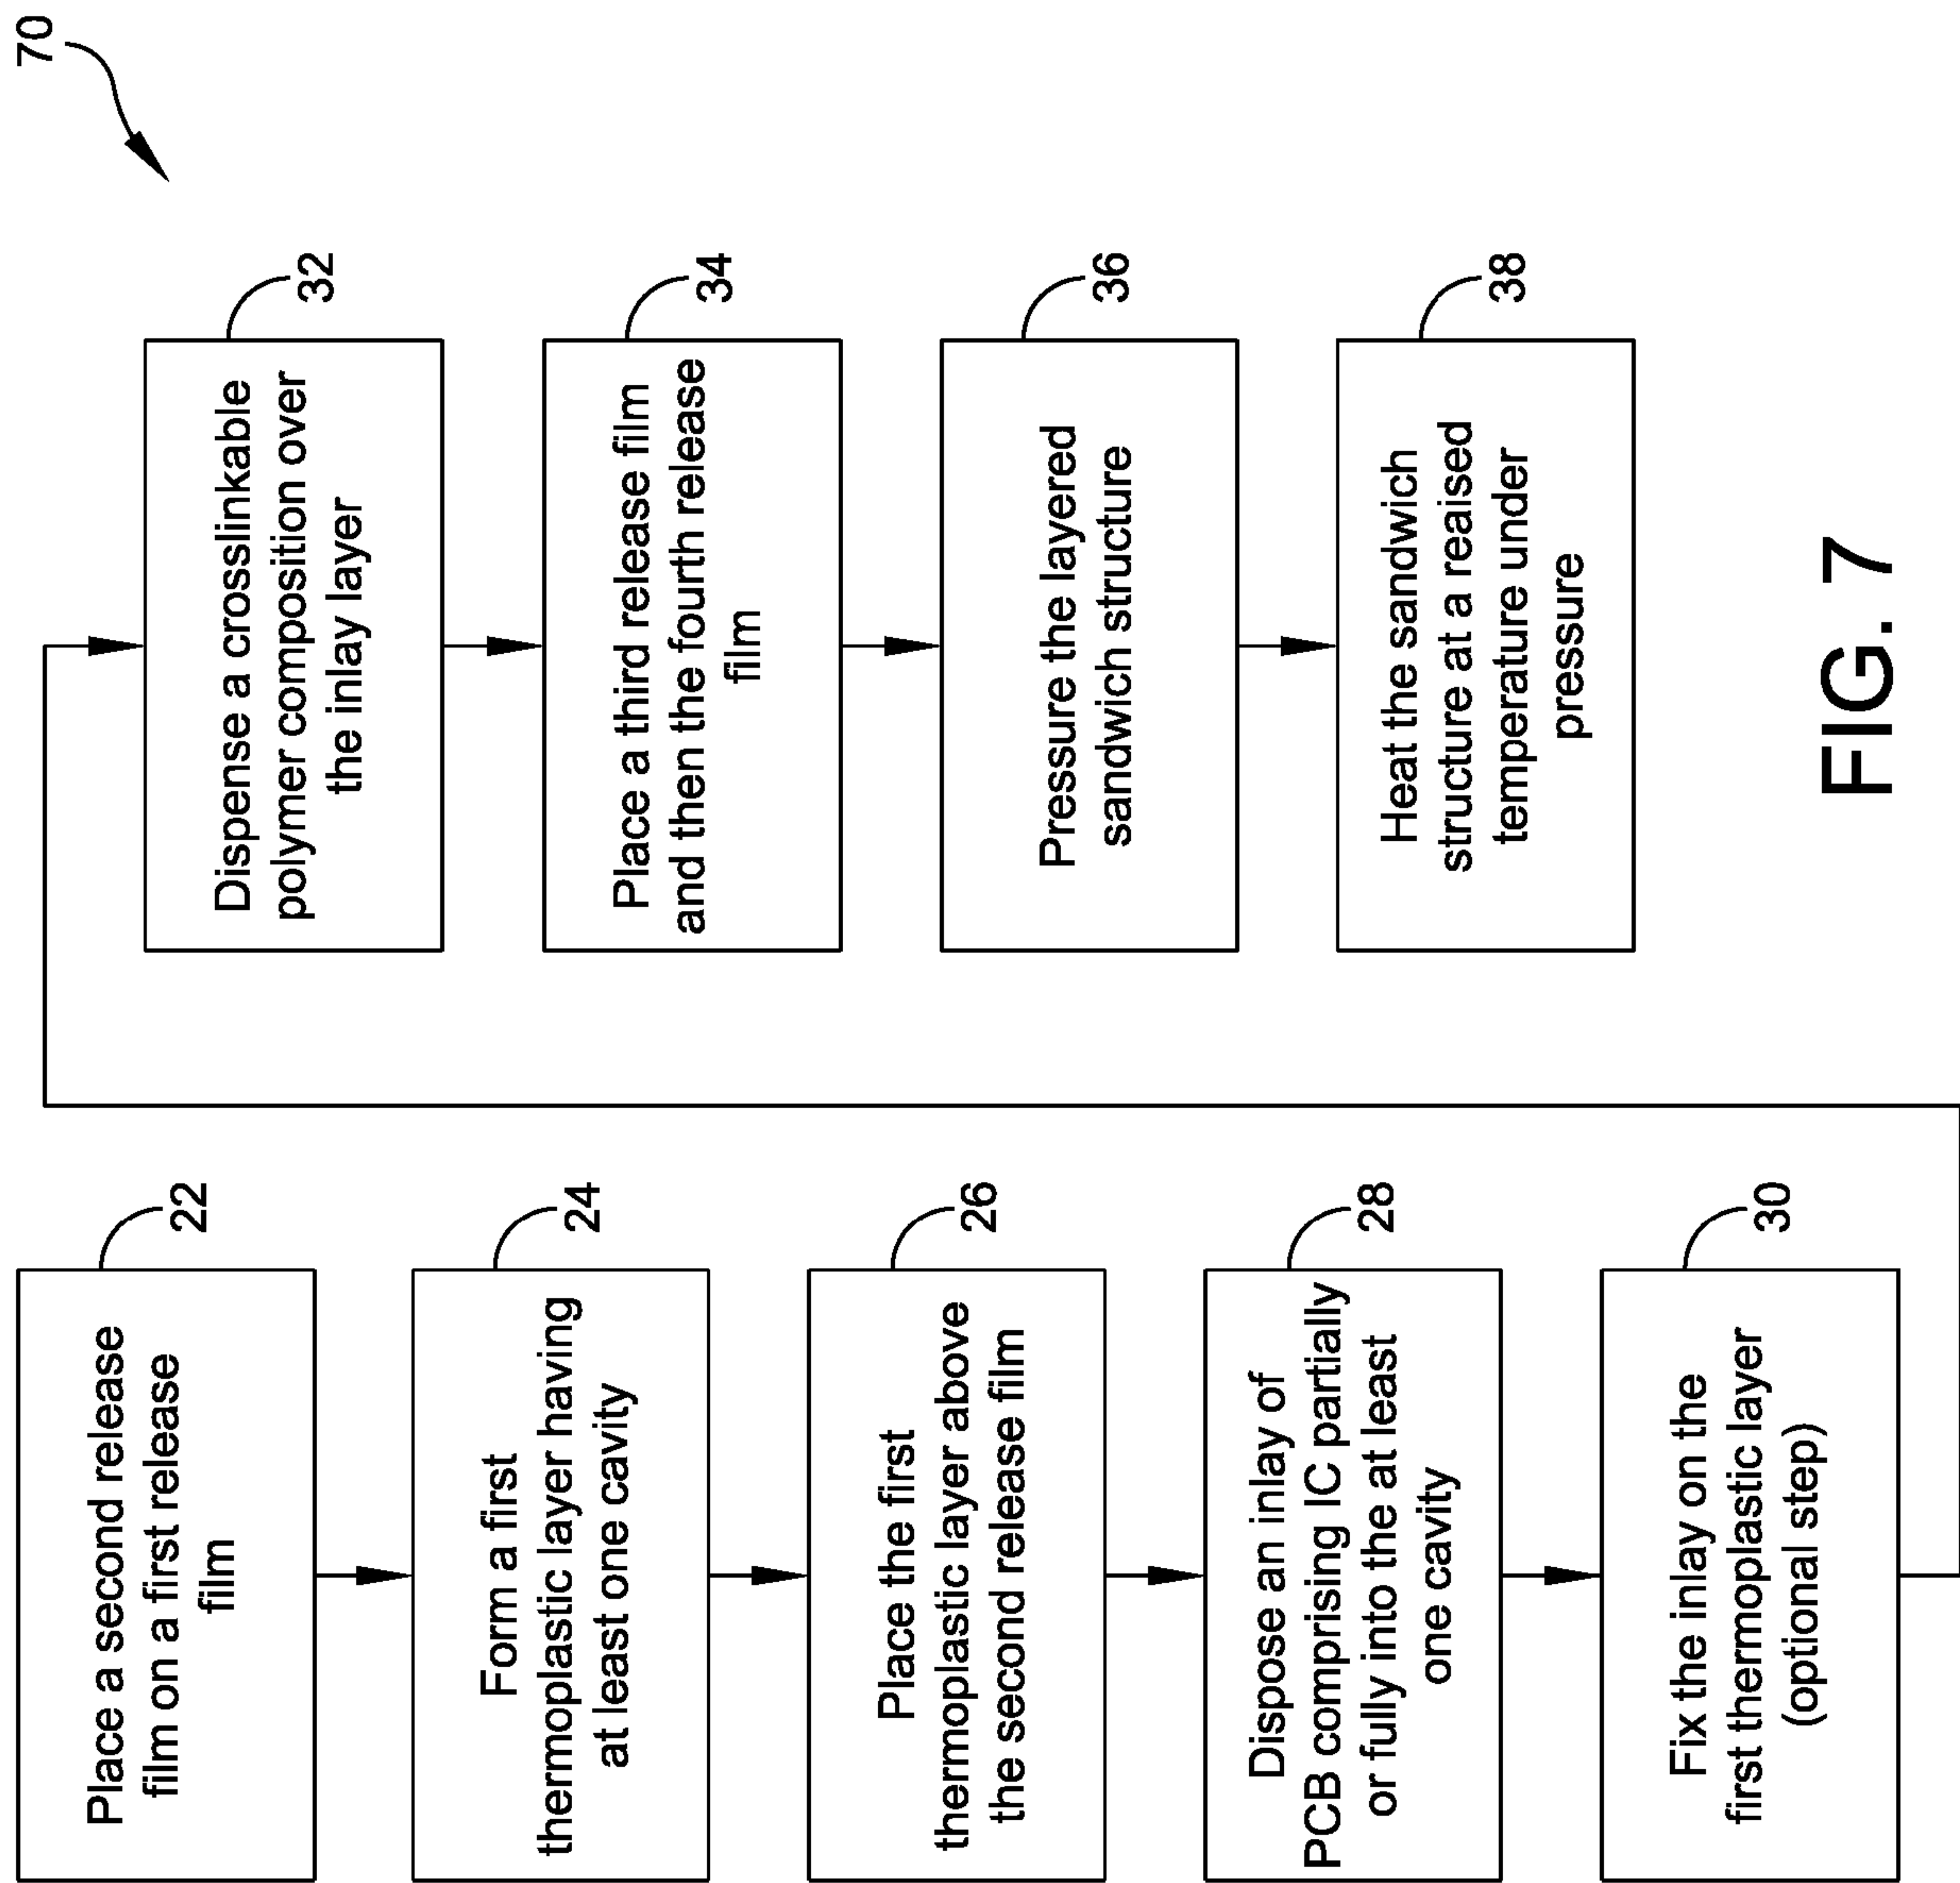 70
Place a second release
film on a first release
film
22
Form a first
thermoplastic layer having
at least one cavity
24
Place the first
thermoplastic layer above
the second release film
26
Dispose an inlay of
PCB comprising IC partially
or fully into the at least
one cavity
28
Fix the inlay on the
first thermoplastic layer
(optional step)
30
Dispense a crosslinkable
polymer composition over
the inlay layer
32
Place a third release film
and then the fourth release
film
34
Pressure the layered
sandwich structure
36
Heat the sandwich
structure at a reaised
temperature under
pressure
38
FIG. 7